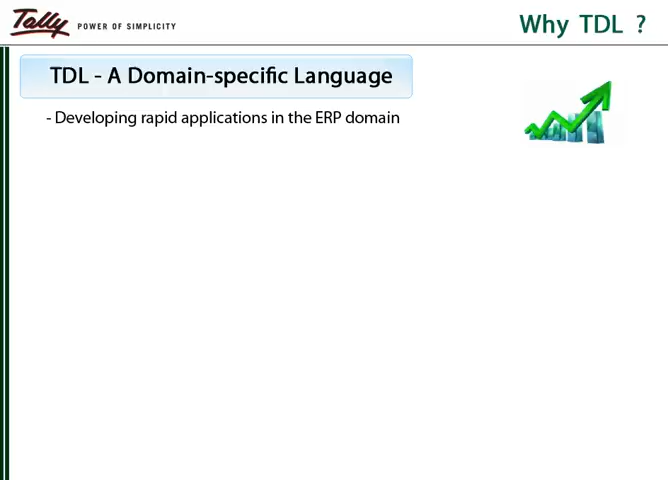 Tally POWER OF SIMPLICITY
Why TDL ?
TDL - A Domain-specific Language
- Developing rapid applications in the ERP domain